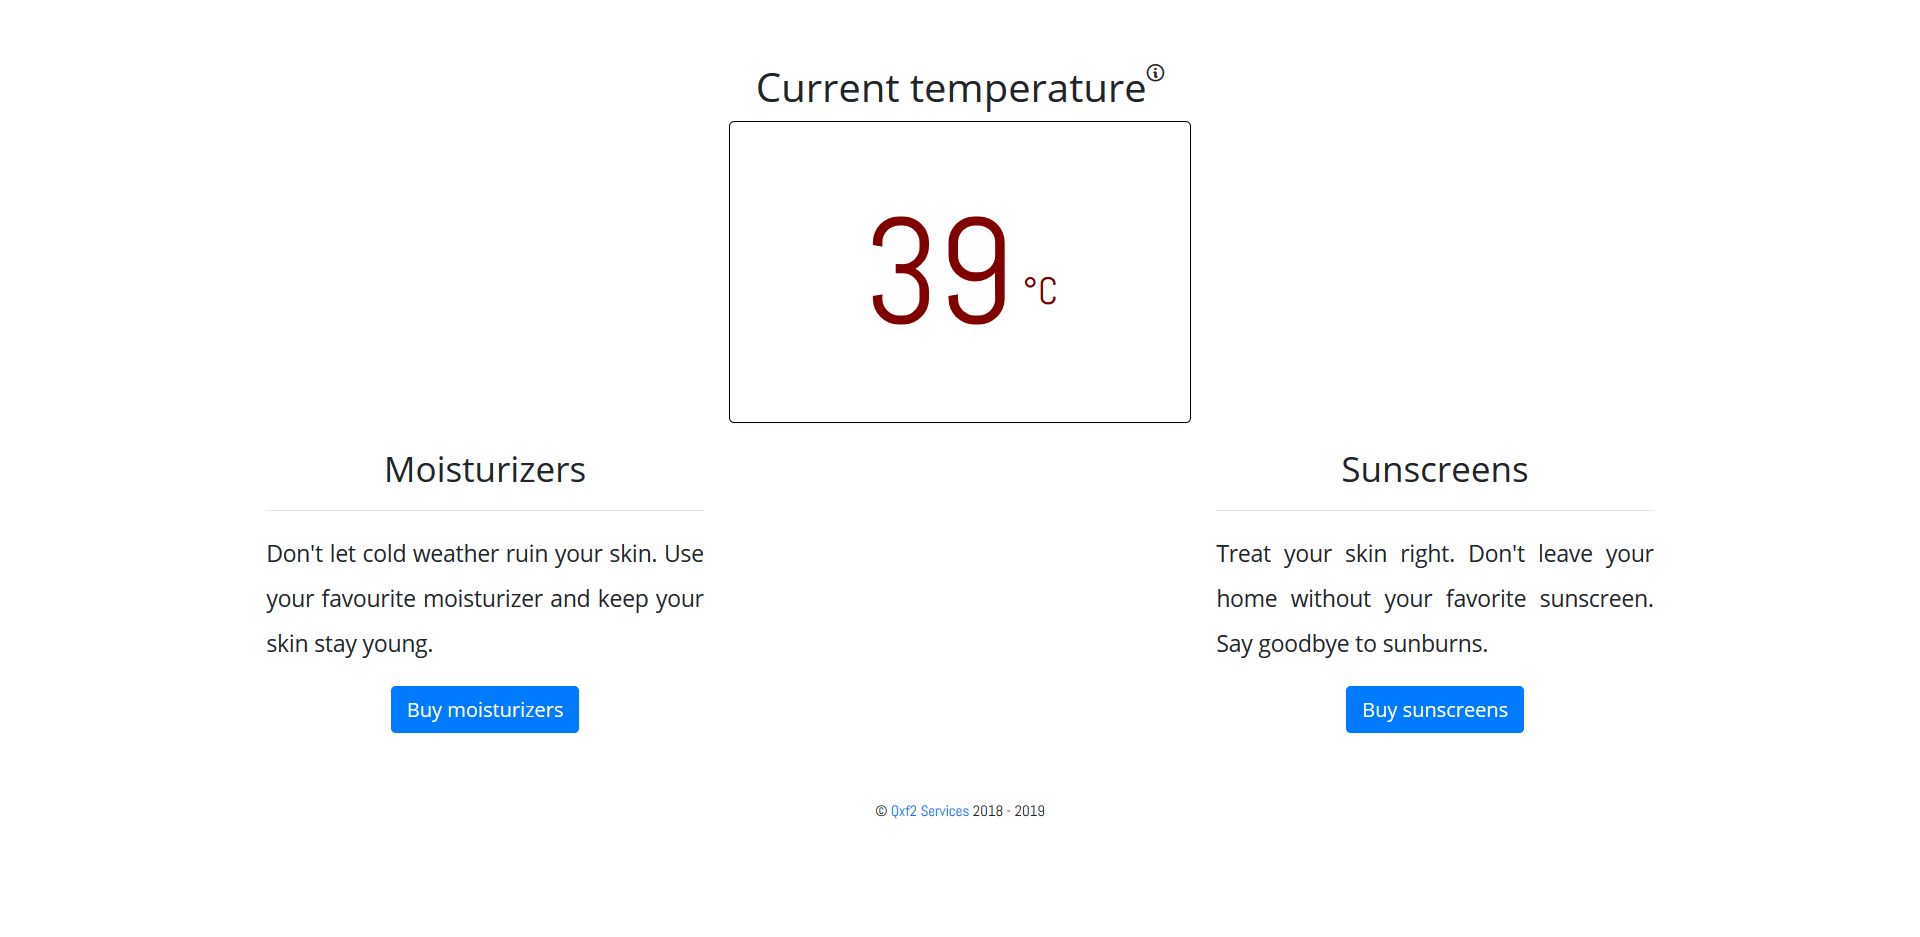 Current temperature
39 °C
Moisturizers
Don't let cold weather ruin your skin. Use
your favourite moisturizer and keep your
skin stay young.
Buy moisturizers
Sunscreens
Treat your skin right. Don't leave your
home without your favorite sunscreen.
Say goodbye to sunburns.
Buy sunscreens
© Qxf2 Services 2018 - 2019